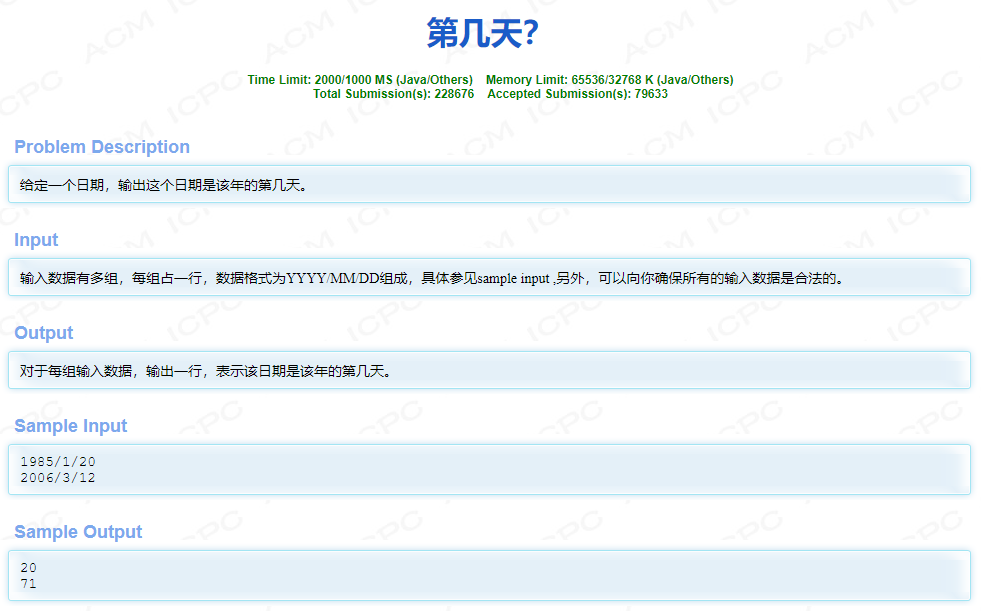 第几天?
Time Limit: 2000/1000 MS (Java/Others) Memory Limit: 65536/32768 K (Java/Others)
Total Submission(s): 228676 Accepted Submission(s): 79633
Problem Description
给定一个日期，输出这个日期是该年的第几天。
Input
输入数据有多组，每组占一行，数据格式为YYYY/MM/DD组成，具体参见sample input ,另外，可以向你确保所有的输入数据是合法的。
Output
对于每组输入数据，输出一行，表示该日期是该年的第几天。
Sample Input
1985/1/20
2006/3/12
Sample Output
20
71